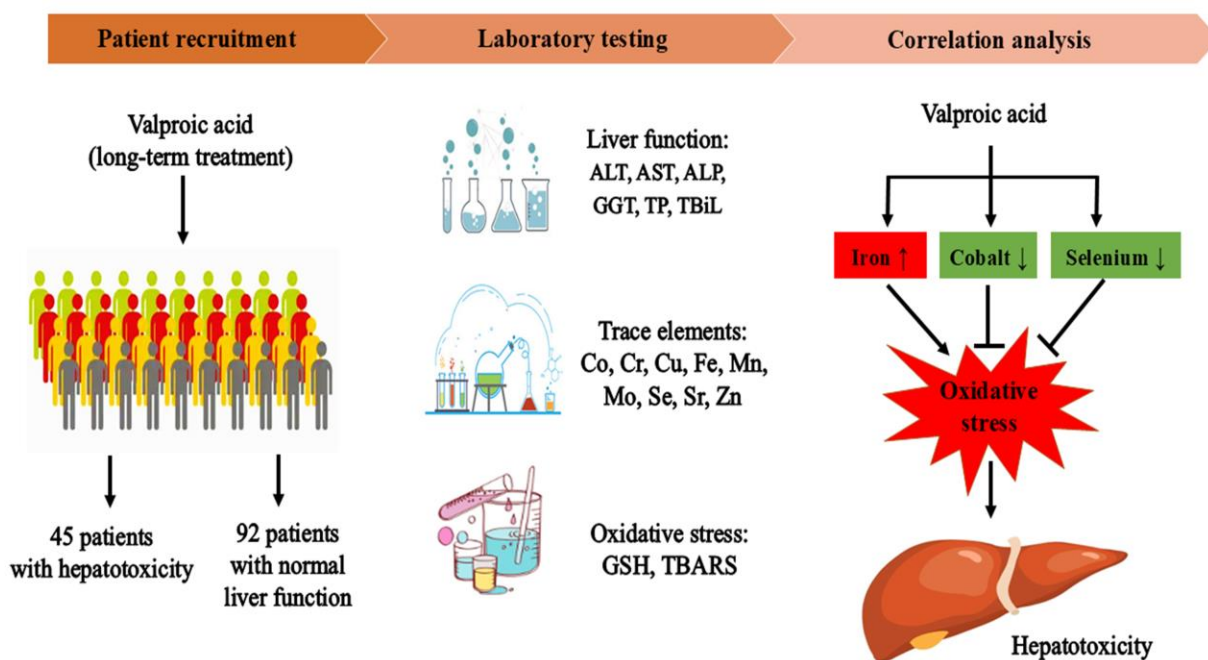 Patient recruitment
Laboratory testing
Correlation analysis
Valproic acid
(long-term treatment)
45 patients
with hepatotoxicity
92 patients
with normal
liver function
Liver function:
ALT, AST, ALP,
GGT, TP, TBiL
Trace elements:
Co, Cr, Cu, Fe, Mn,
Mo, Se, Sr, Zn
Oxidative stress:
GSH, TBARS
Valproic acid
Iron ↑
Cobalt ↓
Selenium ↓
Oxidative
stress
Hepatotoxicity